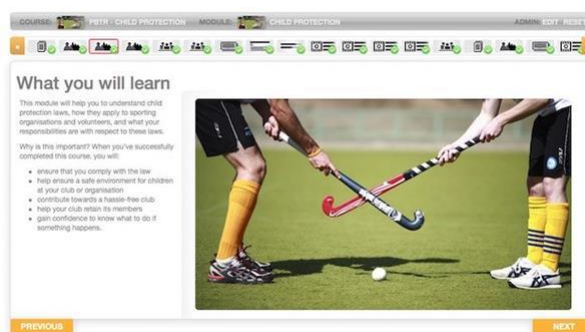 COURSE: PBTR - CHILD PROTECTION MODULE: CHILD PROTECTION ADMIN: EDIT RESET
What you will learn
This module will help you to understand child
protection laws, how they apply to sporting
organisations and volunteers, and what your
responsibilities are with respect to these laws.
Why is this important? When you've successfully
completed this course, you will:
ensure that you comply with the law
help ensure a safe environment for children
at your club or organisation
contribute towards a hassle-free club
help your club retain its members
gain confidence to know what to do if
something happens.
PREVIOUS NEXT